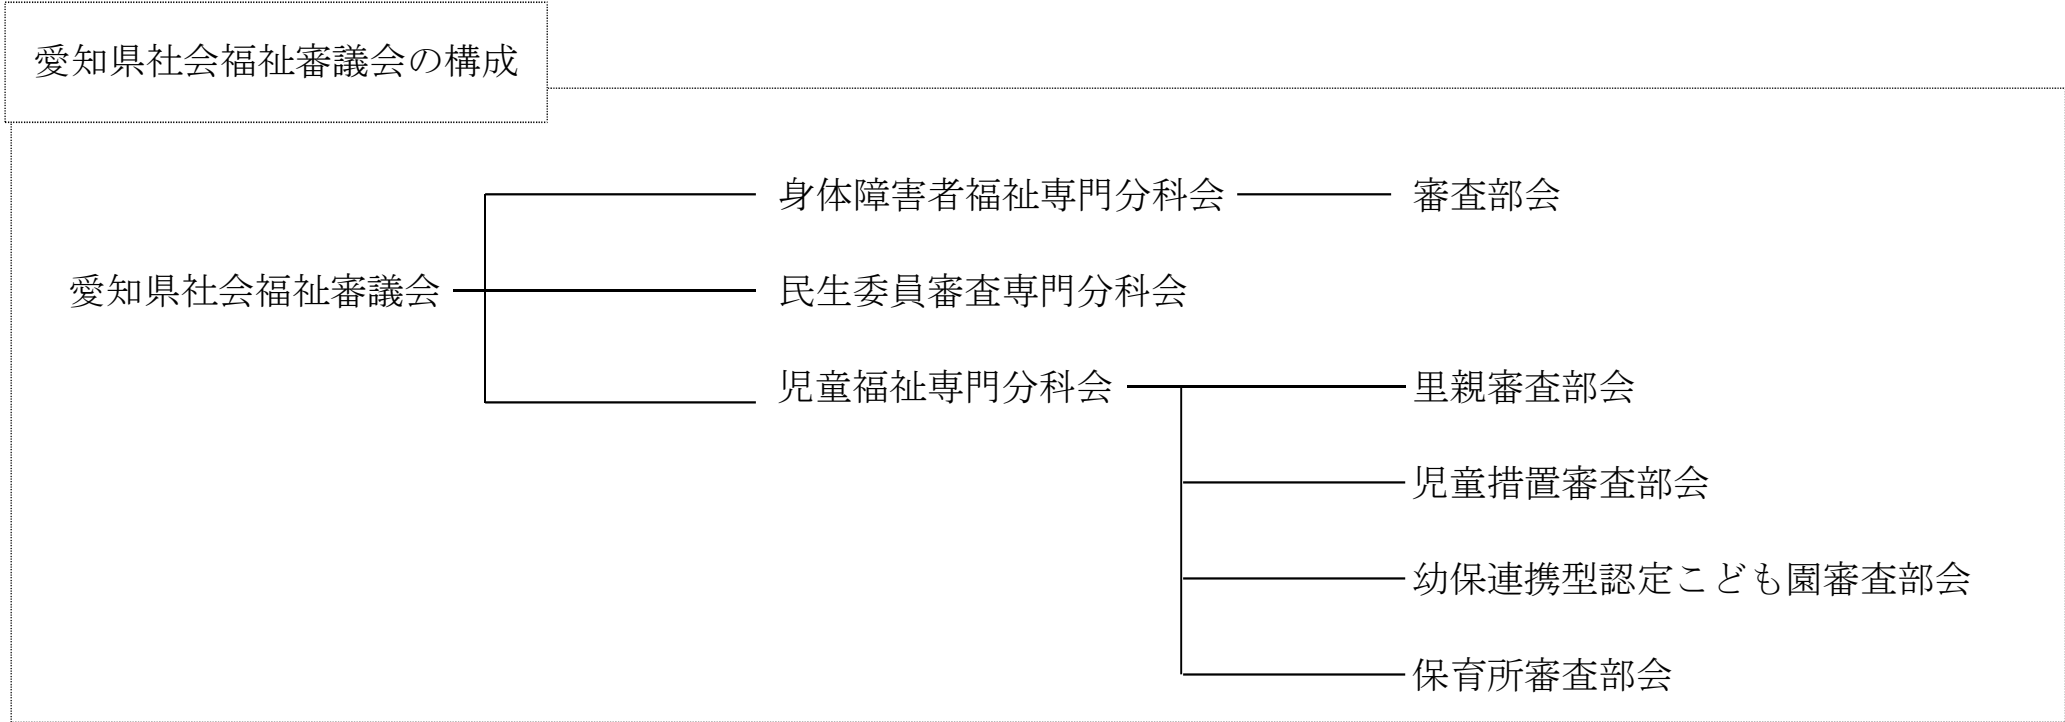 愛知県社会福祉審議会の構成
身体障害者福祉専門分科会 審査部会
愛知県社会福祉審議会 民生委員審査専門分科会
児童福祉専門分科会 里親審査部会
児童措置審査部会
幼保連携型認定こども園審査部会
保育所審査部会